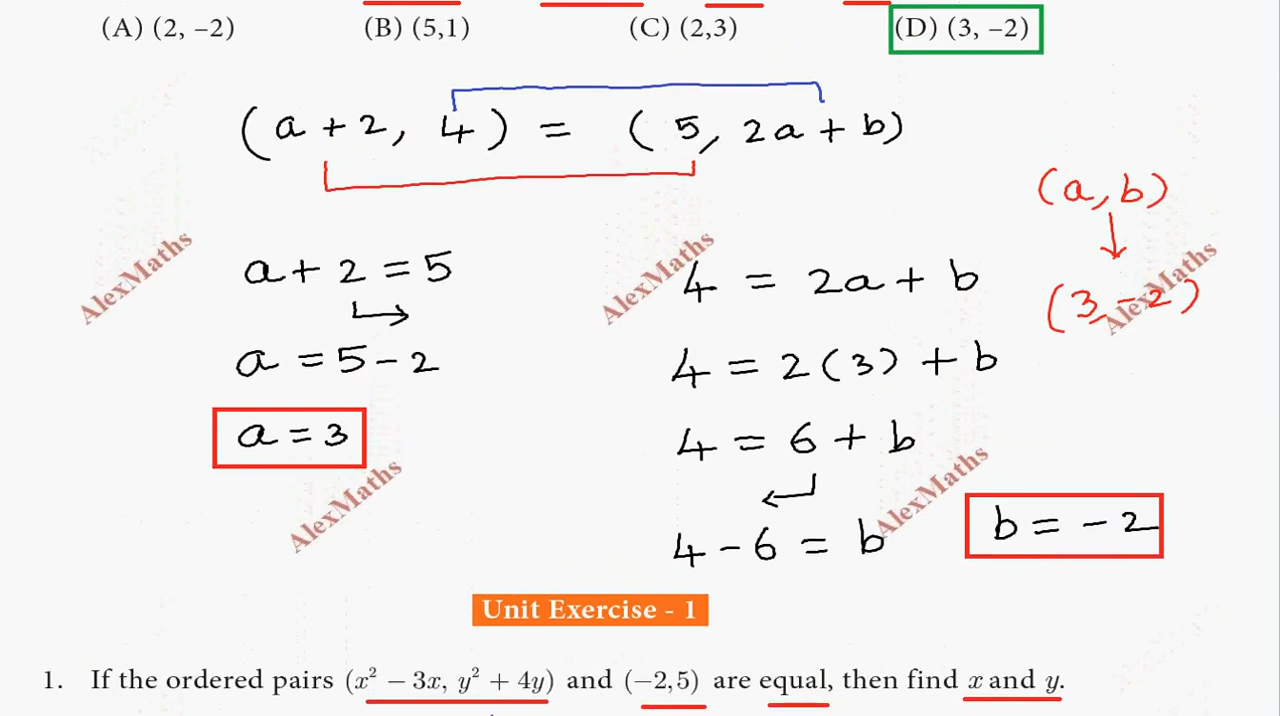 (A) (2, –2) (B) (5,1) (C) (2,3) (D) (3, –2)
(a + 2, 4) = (5, 2a + b)
(a, b)
(3, -2)
AlexMaths
AlexMaths
AlexMaths
a + 2 = 5
4 = 2a + b
a = 5 - 2
4 = 2(3) + b
a = 3
4 = 6 + b
AlexMaths
AlexMaths
4 - 6 = b
b = -2
Unit Exercise - 1
1. If the ordered pairs (x² − 3x, y² + 4y) and (−2,5) are equal, then find x and y.